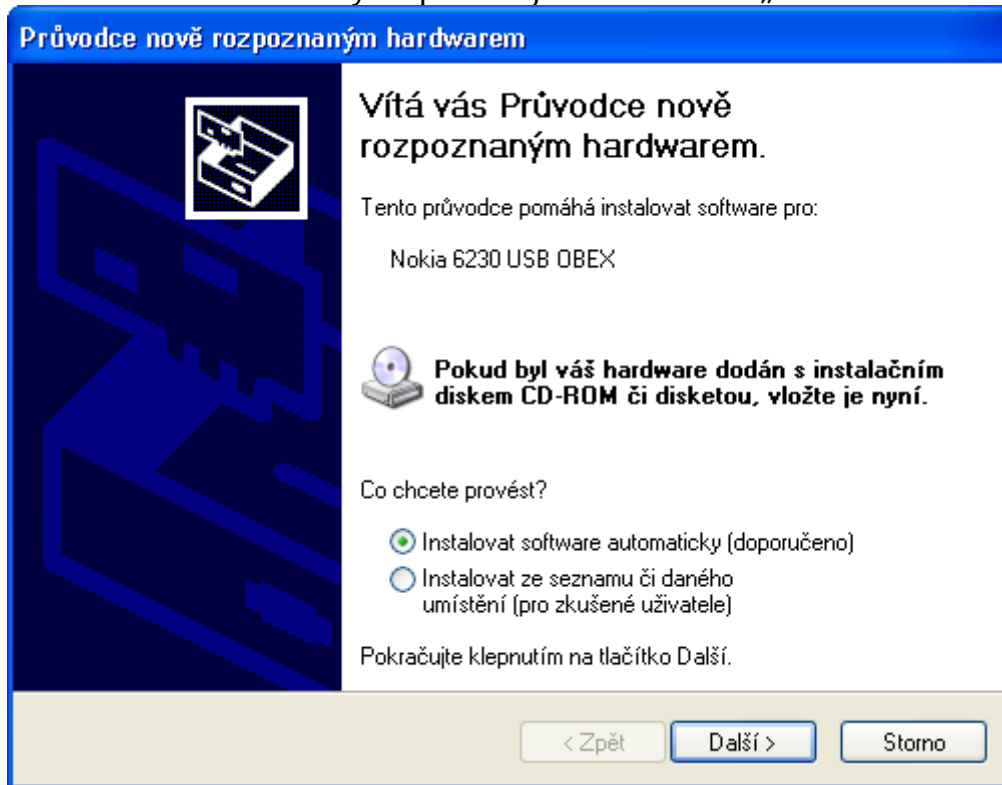 Průvodce nově rozpoznaným hardwarem
Vítá vás Průvodce nově
rozpoznaným hardwarem.
Tento průvodce pomáhá instalovat software pro:
Nokia 6230 USB OBEX
Pokud byl váš hardware dodán s instalačním
diskem CD-ROM či disketou, vložte je nyní.
Co chcete provést?
Instalovat software automaticky (doporučeno)
Instalovat ze seznamu či daného
umístění (pro zkušené uživatele)
Pokračujte klepnutím na tlačítko Další.
< Zpět
Další >
Storno